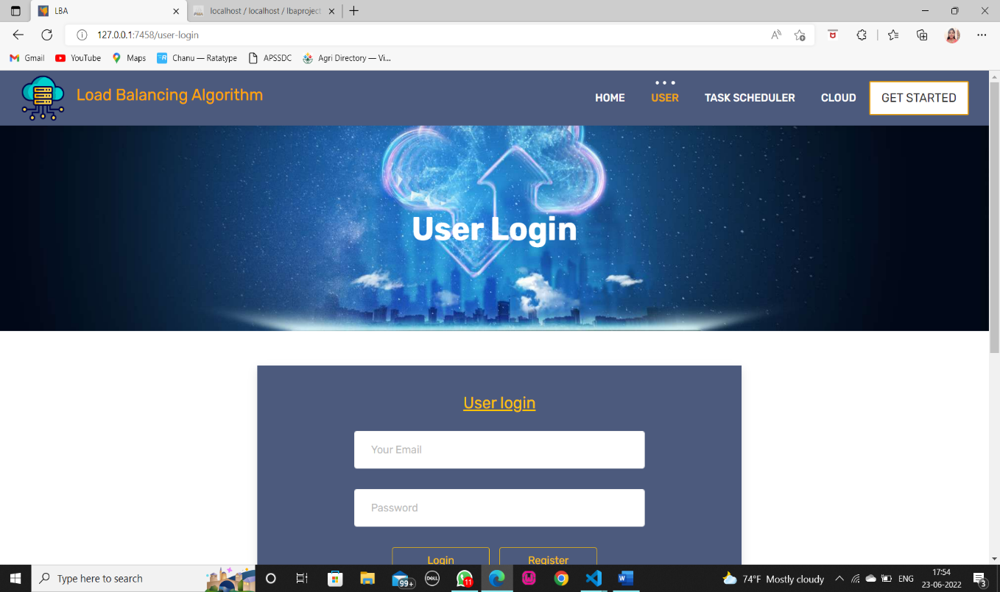 LBA
localhost / localhost / lbaproject
127.0.0.1:7458/user-login
Gmail YouTube Maps Chanu — Ratatype APSSDC Agri Directory — Vi...
Load Balancing Algorithm
HOME USER TASK SCHEDULER CLOUD GET STARTED
User Login
User login
Your Email
Password
Login Register
Type here to search
99+
DELL
11
74°F Mostly cloudy
ENG
17:54
23-06-2022
3